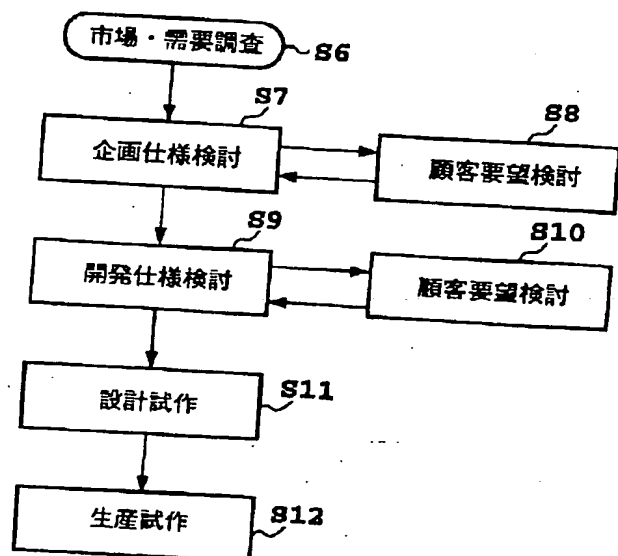 市場・需要調査
S6
S7
企画仕様検討
S8
顧客要望検討
S9
開発仕様検討
S10
顧客要望検討
設計試作
S11
生産試作
S12